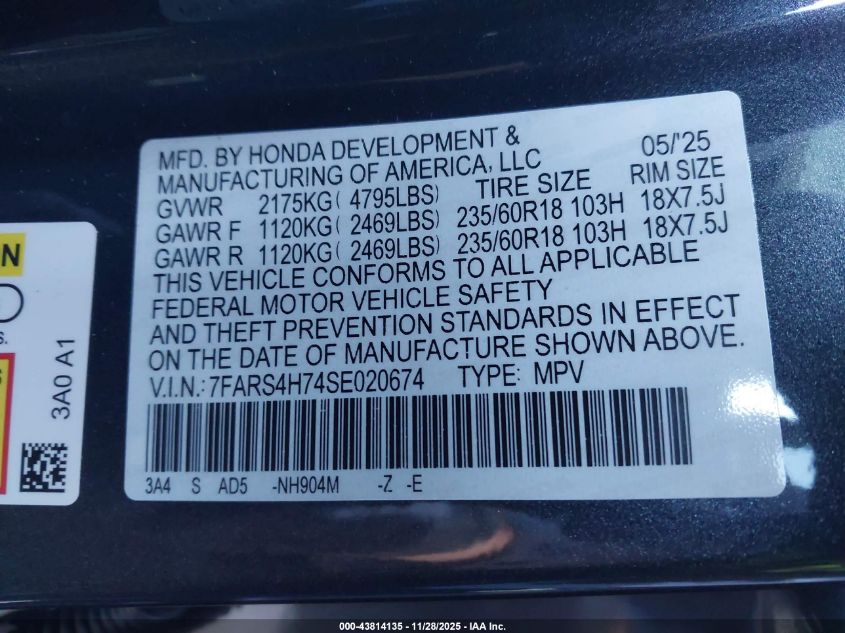 MFD. BY HONDA DEVELOPMENT & 05/'25
MANUFACTURING OF AMERICA, LLC RIM SIZE
GVWR 2175KG( 4795LBS) TIRE SIZE
GAWR F 1120KG( 2469LBS) 235/60R18 103H 18X7.5J
GAWR R 1120KG( 2469LBS) 235/60R18 103H 18X7.5J
THIS VEHICLE CONFORMS TO ALL APPLICABLE
FEDERAL MOTOR VEHICLE SAFETY
AND THEFT PREVENTION STANDARDS IN EFFECT
ON THE DATE OF MANUFACTURE SHOWN ABOVE.
V.I.N.: 7FARS4H74SE020674 TYPE: MPV
3A4 S AD5 -NH904M -Z -E
3A0 A1
000-43814135 - 11/28/2025 - IAA Inc.